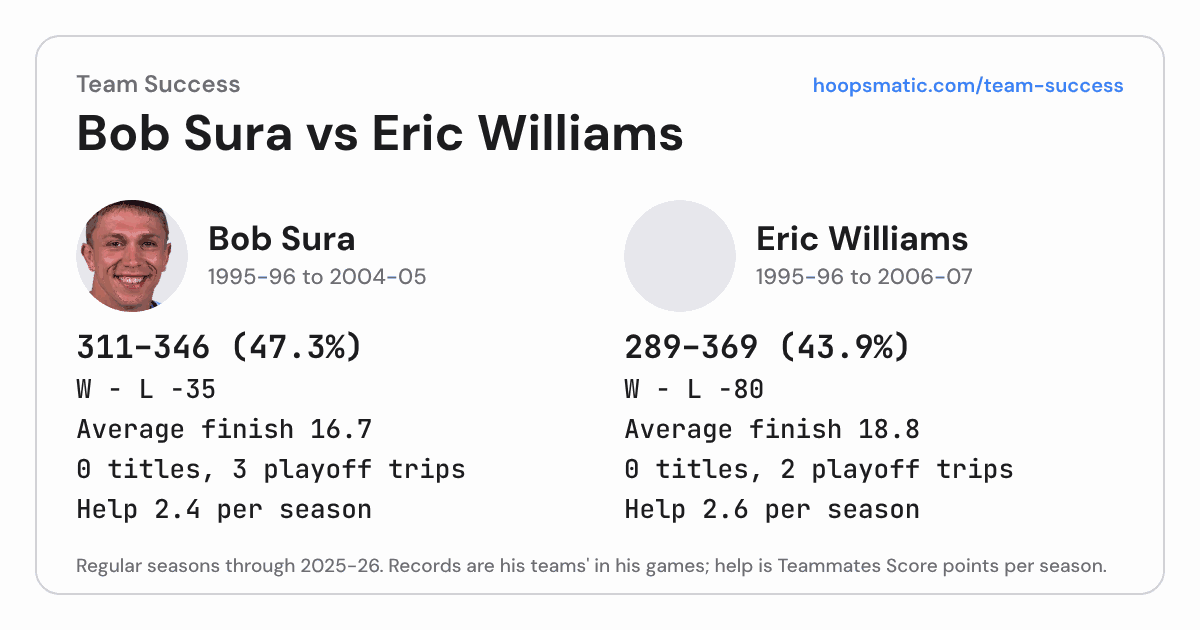 Team Success
hoopsmatic.com/team-success
Bob Sura vs Eric Williams
Bob Sura
1995-96 to 2004-05
311-346 (47.3%)
W - L -35
Average finish 16.7
0 titles, 3 playoff trips
Help 2.4 per season
Eric Williams
1995-96 to 2006-07
289-369 (43.9%)
W - L -80
Average finish 18.8
0 titles, 2 playoff trips
Help 2.6 per season
Regular seasons through 2025-26. Records are his teams' in his games; help is Teammates Score points per season.